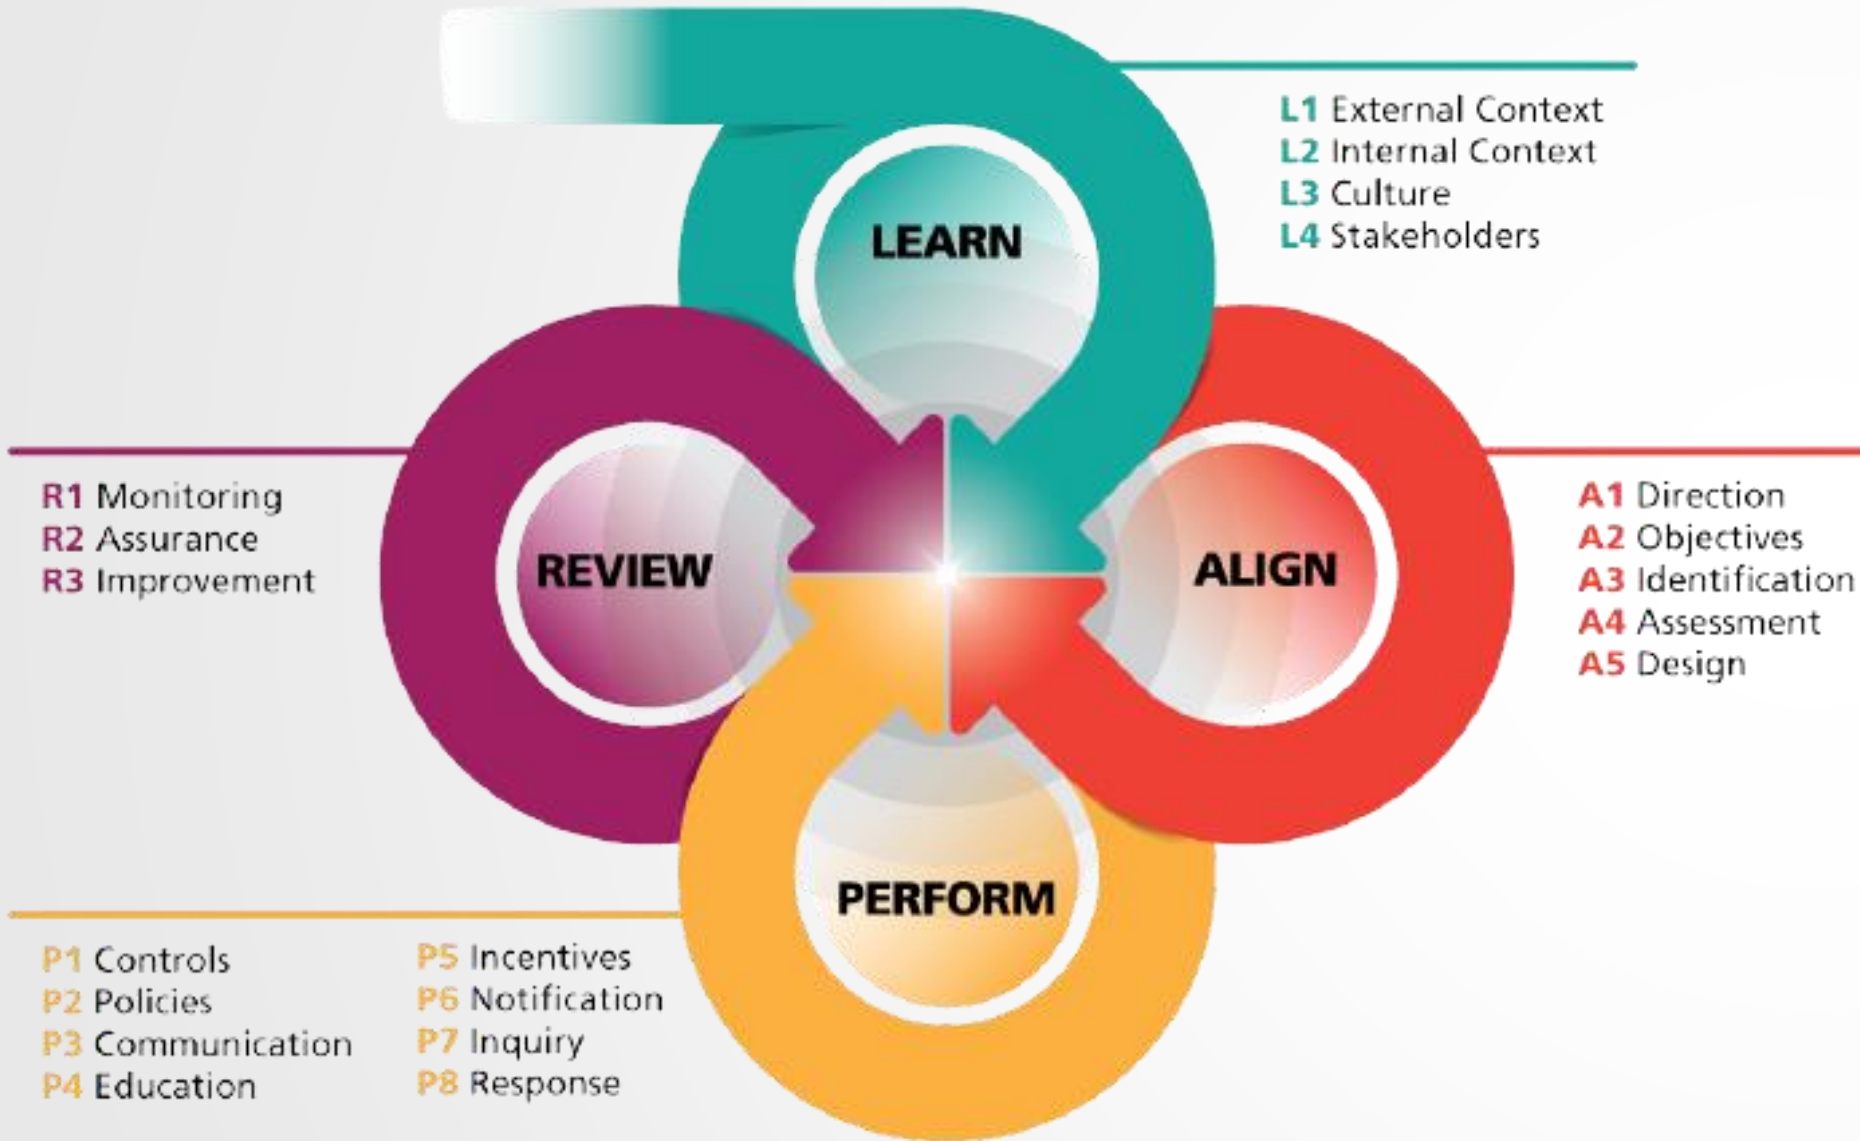 LEARN
L1 External Context
L2 Internal Context
L3 Culture
L4 Stakeholders
ALIGN
A1 Direction
A2 Objectives
A3 Identification
A4 Assessment
A5 Design
PERFORM
P1 Controls
P2 Policies
P3 Communication
P4 Education
P5 Incentives
P6 Notification
P7 Inquiry
P8 Response
REVIEW
R1 Monitoring
R2 Assurance
R3 Improvement